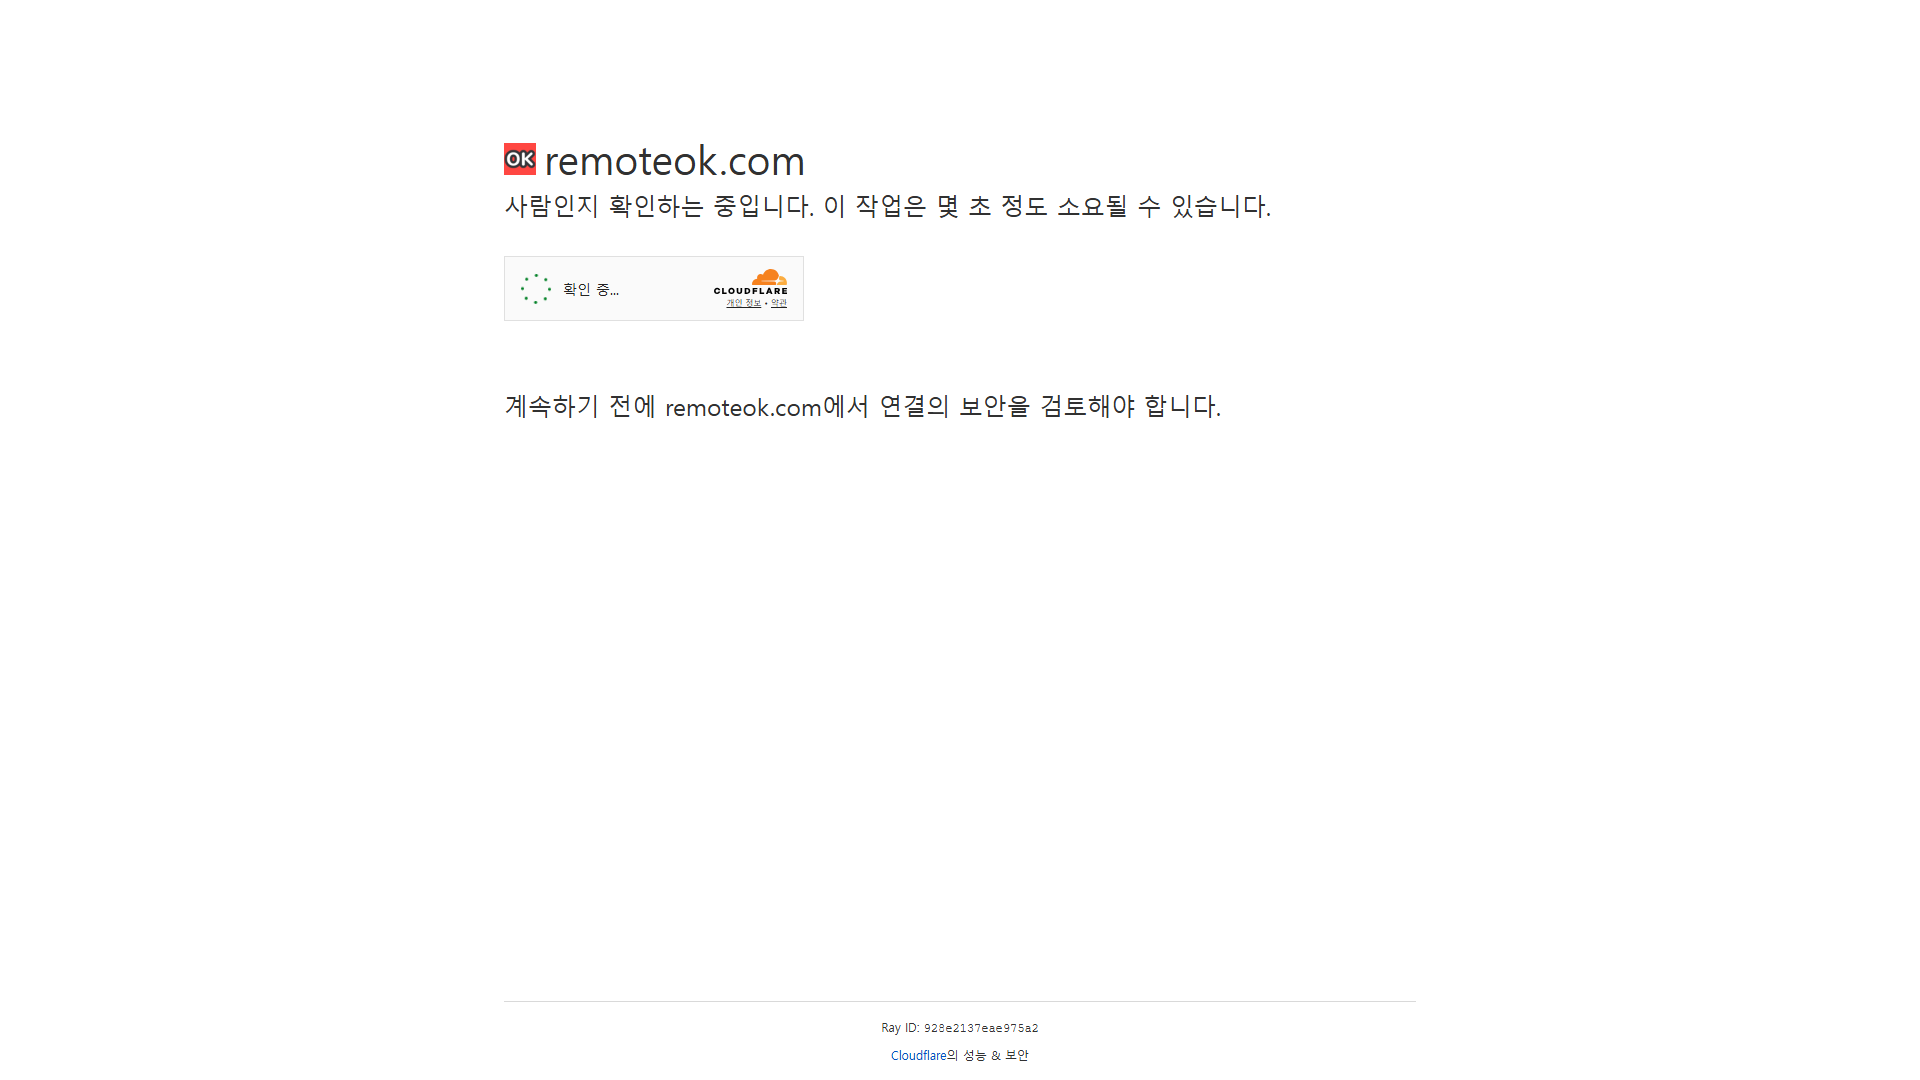 OK remoteok.com
사람인지 확인하는 중입니다. 이 작업은 몇 초 정도 소요될 수 있습니다.
확인 중...
CLOUDFLARE
개인 정보 • 약관
계속하기 전에 remoteok.com에서 연결의 보안을 검토해야 합니다.
Ray ID: 928e2137eae975a2
Cloudflare의 성능 & 보안